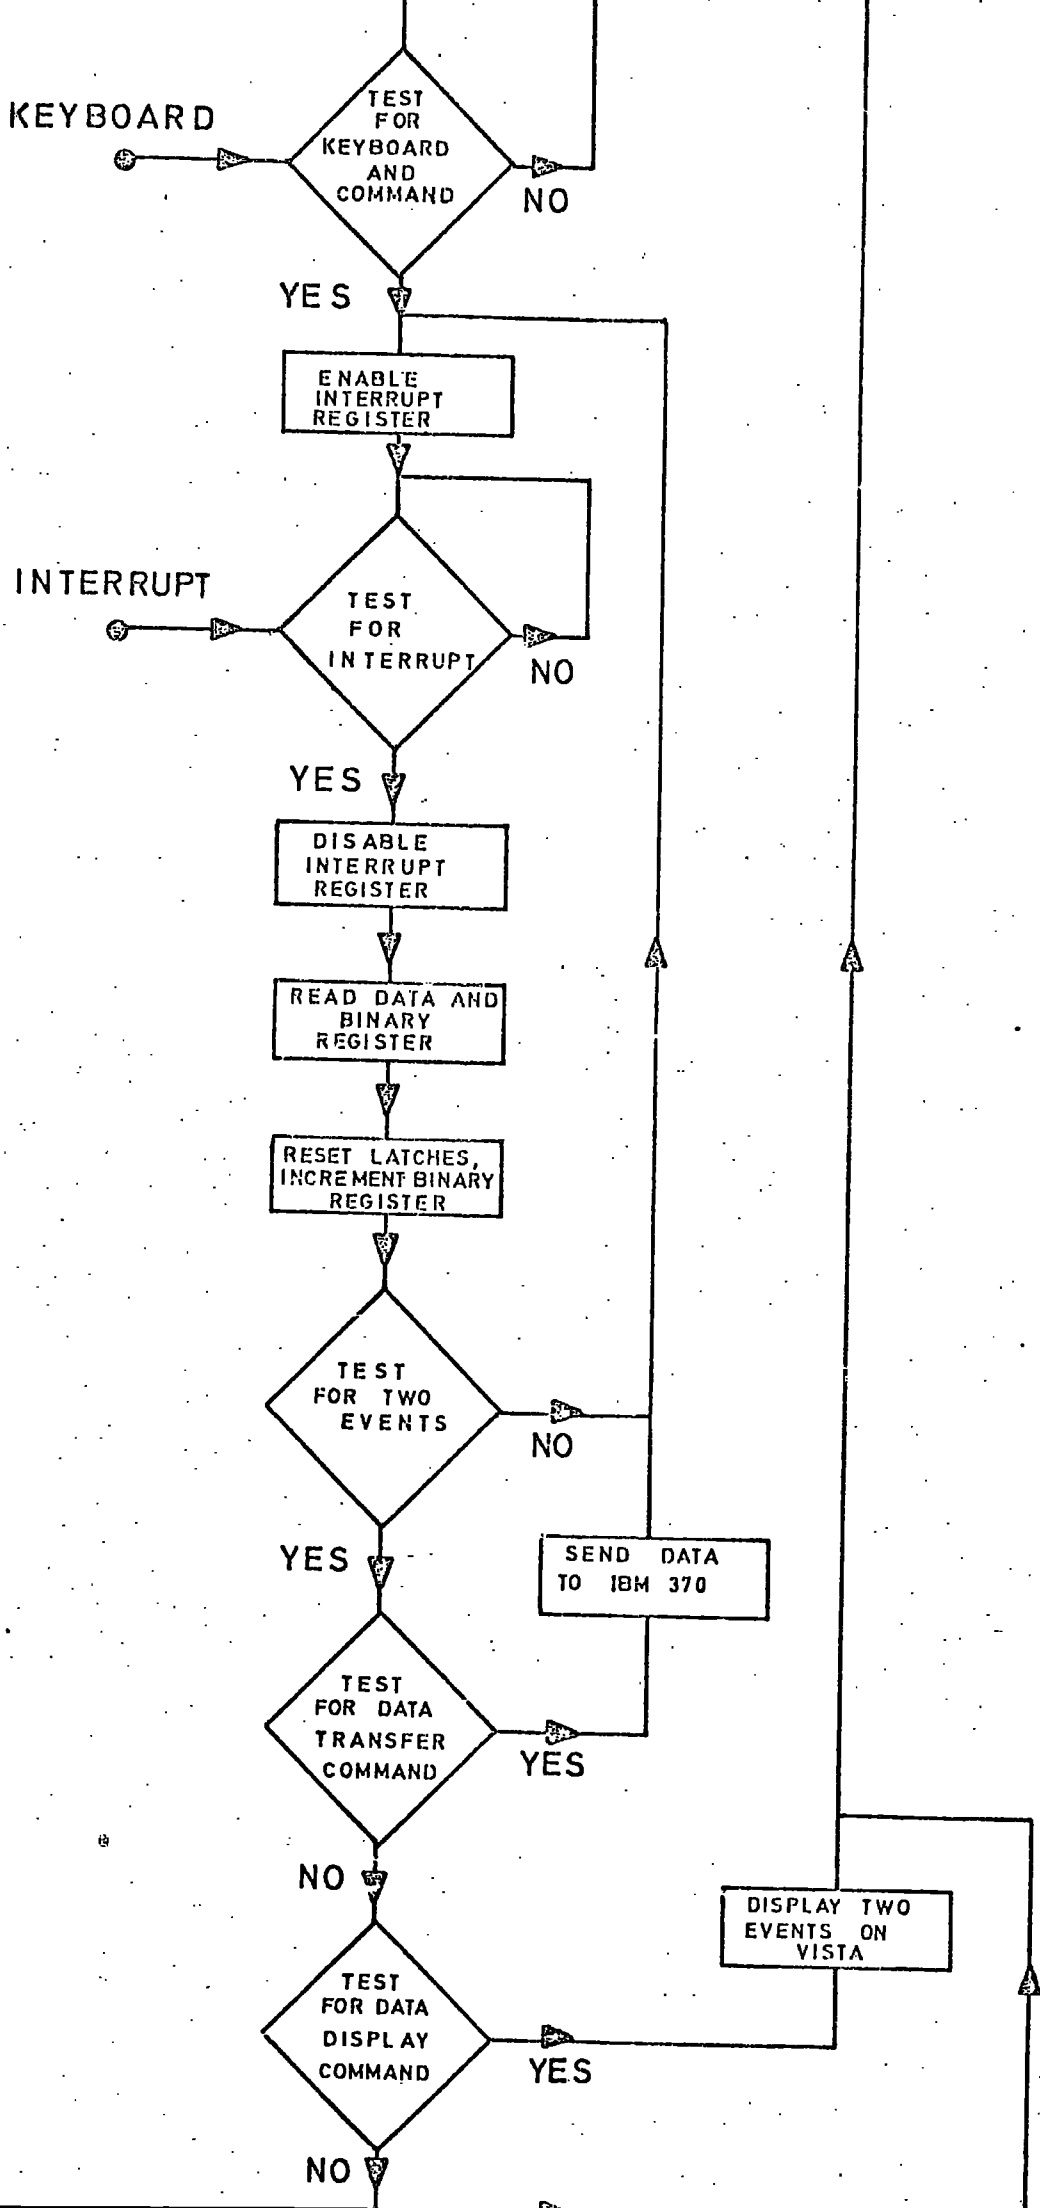 KEYBOARD
TEST
FOR
KEYBOARD
AND
COMMAND
NO
YES
ENABLE
INTERRUPT
REGISTER
INTERRUPT
TEST
FOR
INTERRUPT
NO
YES
DISABLE
INTERRUPT
REGISTER
READ DATA AND
BINARY
REGISTER
RESET LATCHES,
INCREMENT BINARY
REGISTER
TEST
FOR TWO
EVENTS
NO
YES
SEND DATA
TO IBM 370
TEST
FOR DATA
TRANSFER
COMMAND
YES
NO
DISPLAY TWO
EVENTS ON
VISTA
TEST
FOR DATA
DISPLAY
COMMAND
YES
NO